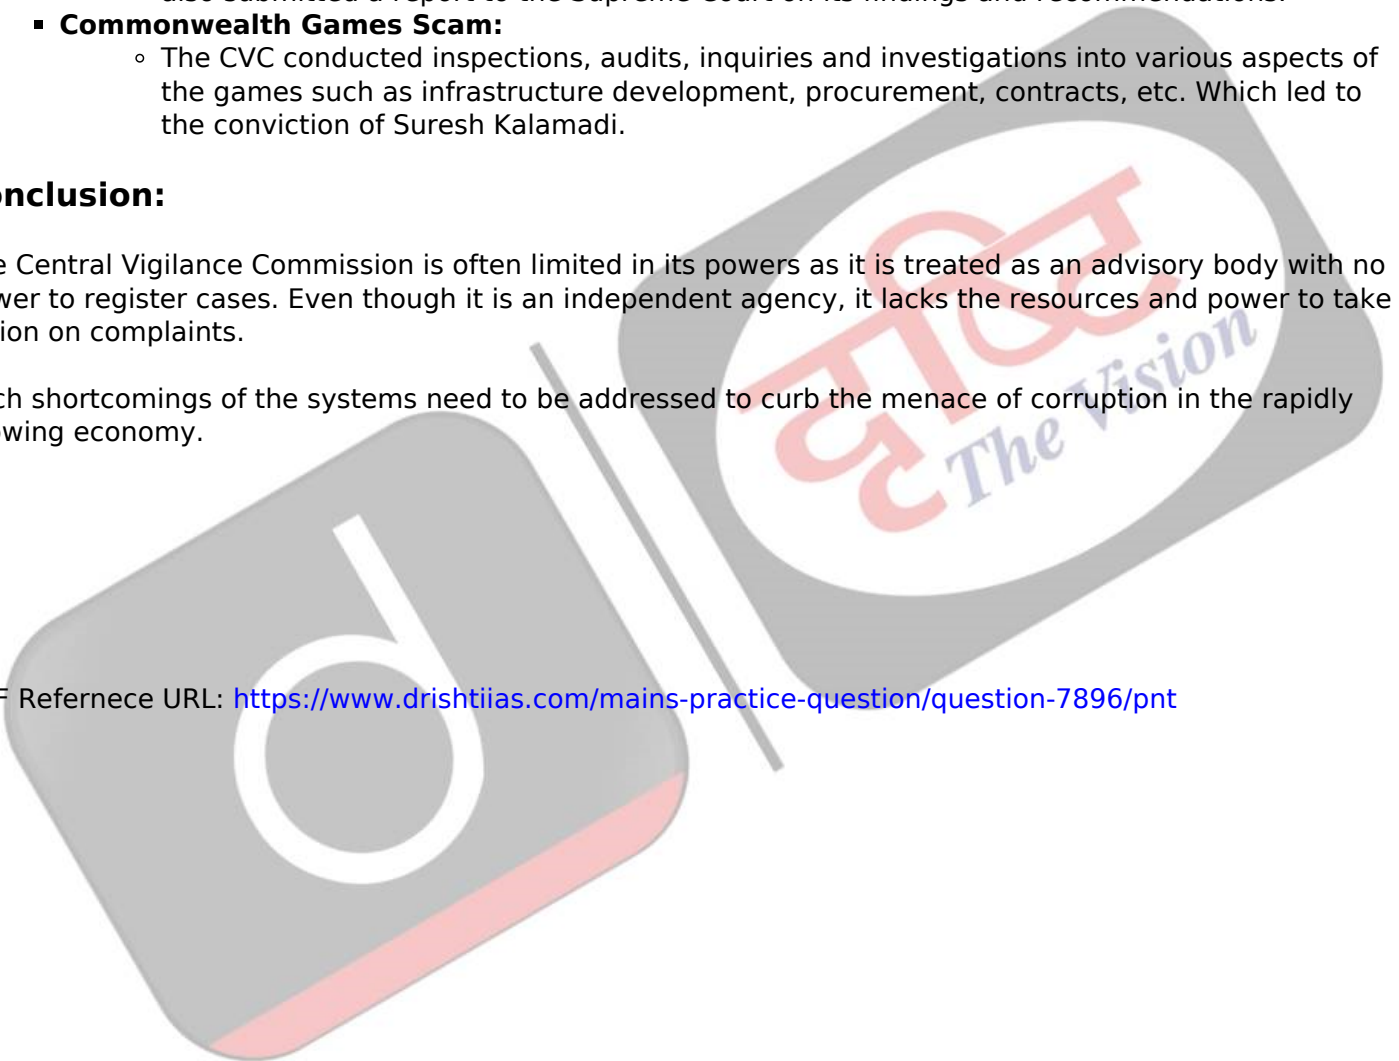 Commonwealth Games Scam:
The CVC conducted inspections, audits, inquiries and investigations into various aspects of
the games such as infrastructure development, procurement, contracts, etc. Which led to
the conviction of Suresh Kalamadi.
onclusion:
e Central Vigilance Commission is often limited in its powers as it is treated as an advisory body with no
wer to register cases. Even though it is an independent agency, it lacks the resources and power to take
tion on complaints.
ch shortcomings of the systems need to be addressed to curb the menace of corruption in the rapidly
owing economy.
दृष्टि
The Vision
d
F Refernece URL: https://www.drishtiias.com/mains-practice-question/question-7896/pnt